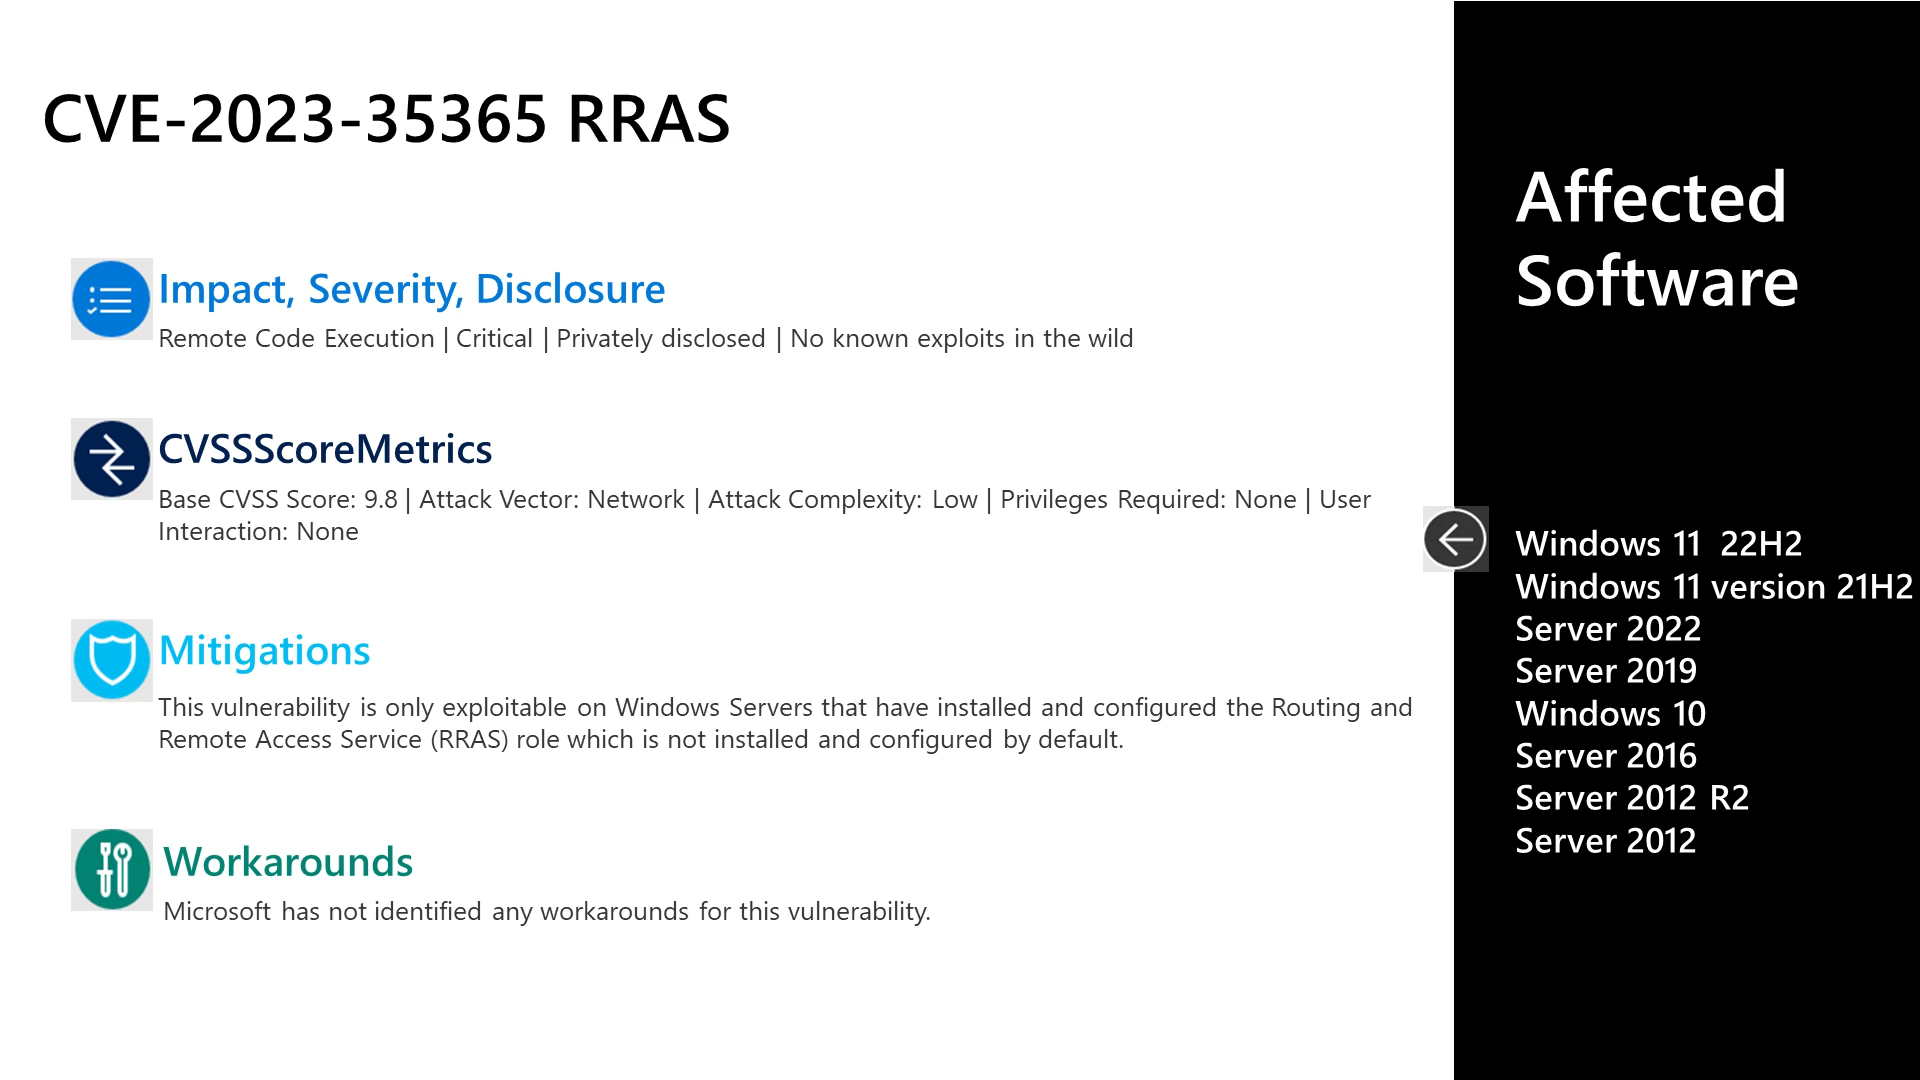 CVE-2023-35365 RRAS
Impact, Severity, Disclosure
Remote Code Execution | Critical | Privately disclosed | No known exploits in the wild
CVSSScoreMetrics
Base CVSS Score: 9.8 | Attack Vector: Network | Attack Complexity: Low | Privileges Required: None | User
Interaction: None
Mitigations
This vulnerability is only exploitable on Windows Servers that have installed and configured the Routing and
Remote Access Service (RRAS) role which is not installed and configured by default.
Workarounds
Microsoft has not identified any workarounds for this vulnerability.
Affected
Software
Windows 11  22H2
Windows 11 version 21H2
Server 2022
Server 2019
Windows 10
Server 2016
Server 2012 R2
Server 2012